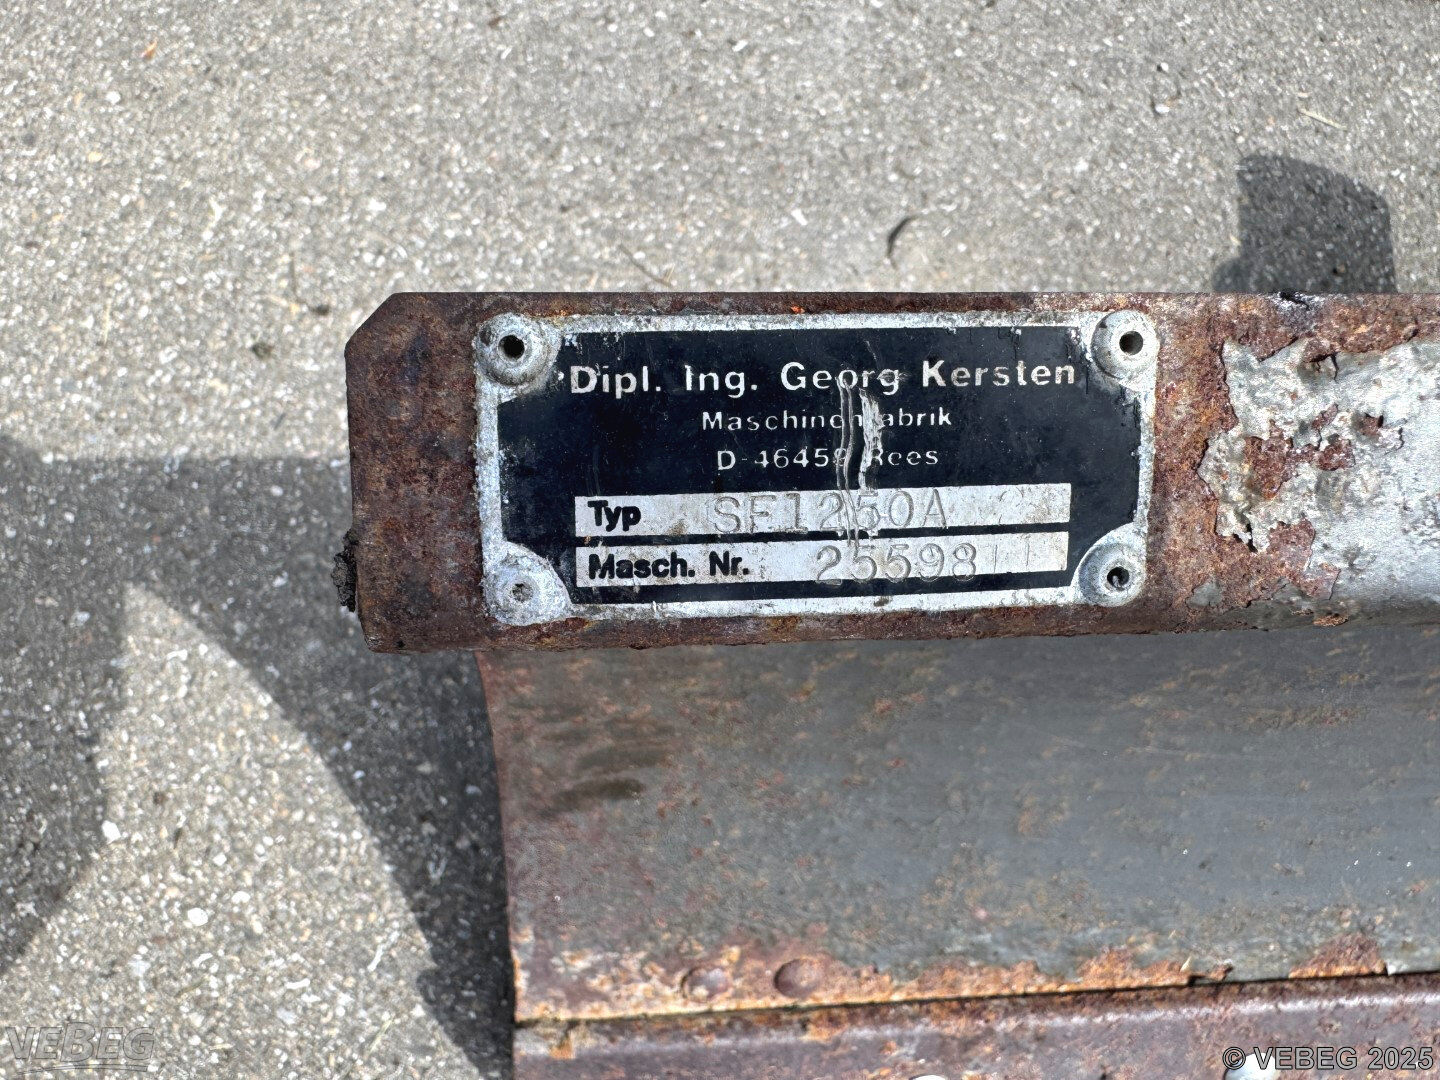 Dipl. Ing. Georg Kersten
Maschinenfabrik
D-46459 Rees
Typ SF1250A
Masch. Nr. 25598
VEBEG
© VEBEG 2025